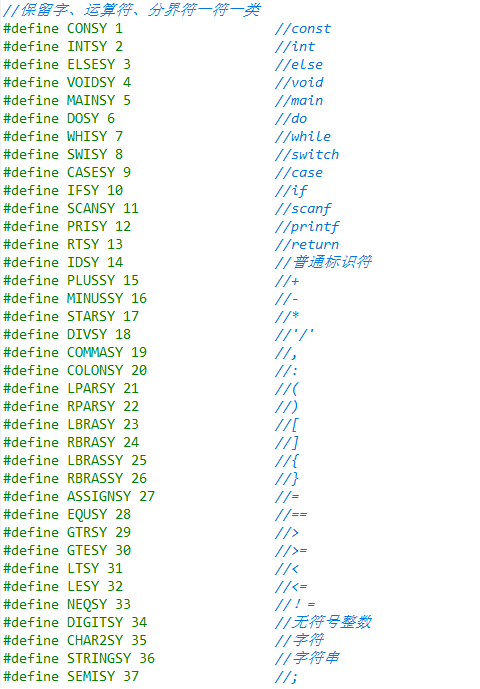 //保留字、运算符、分界符一符一类
#define CONSY 1 //const
#define INTSY 2 //int
#define ELSESY 3 //else
#define VOIDSY 4 //void
#define MAINSY 5 //main
#define DOSY 6 //do
#define WHISY 7 //while
#define SWISY 8 //switch
#define CASESY 9 //case
#define IFSY 10 //if
#define SCANSY 11 //scanf
#define PRISY 12 //printf
#define RTSY 13 //return
#define IDSY 14 //普通标识符
#define PLUSSY 15 //+
#define MINUSSY 16 //-
#define STARSY 17 //*
#define DIVSY 18 //'/'
#define COMMASY 19 //,
#define COLONSY 20 //:
#define LPARSY 21 //(
#define RPARSY 22 //)
#define LBRASY 23 //[
#define RBRASY 24 //]
#define LBRASSY 25 //{
#define RBRASSY 26 //}
#define ASSIGNSY 27 //=
#define EQUSY 28 //==
#define GTRSY 29 //>
#define GTESY 30 //>=
#define LTSY 31 //<
#define LESY 32 //<=
#define NEQSY 33 //！=
#define DIGITSY 34 //无符号整数
#define CHAR2SY 35 //字符
#define STRINGSY 36 //字符串
#define SEMISY 37 //;